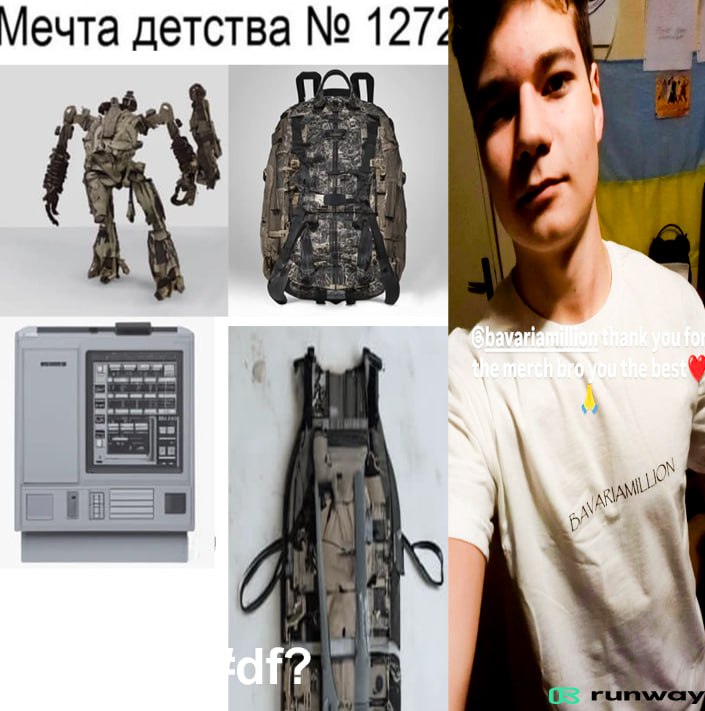 Мечта детства № 1272
@bavariamillion thank you for
the merch bro you the best❤️
🙏
BAVARIAMILLION
#df?
runway